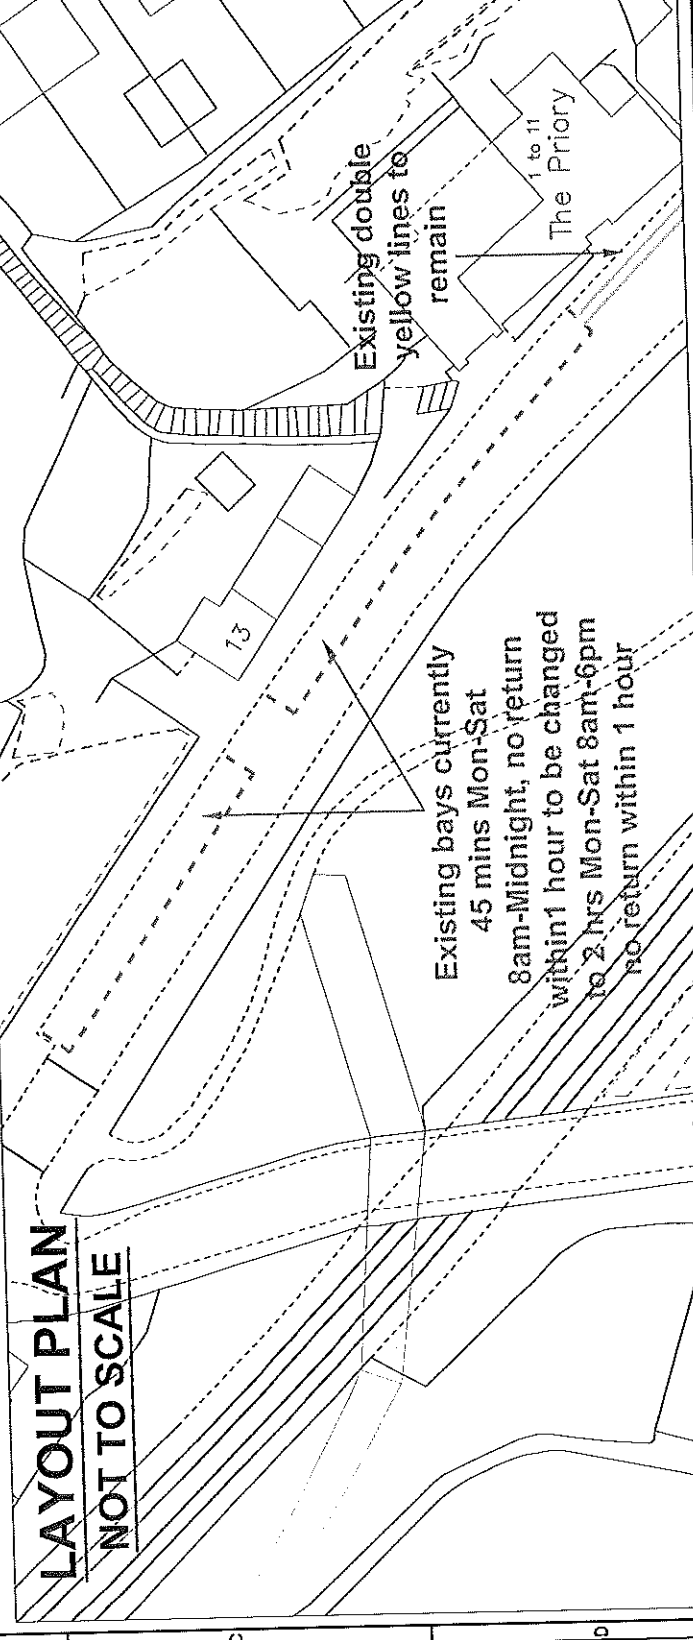 LAYOUT PLAN
NOT TO SCALE
Existing bays currently
45 mins Mon-Sat
8am-Midnight, no return
within1 hour to be changed
to 2 hrs Mon-Sat 8am-6pm
no return within 1 hour
13
Existing double
yellow lines to
remain
1 to 11
The Priory